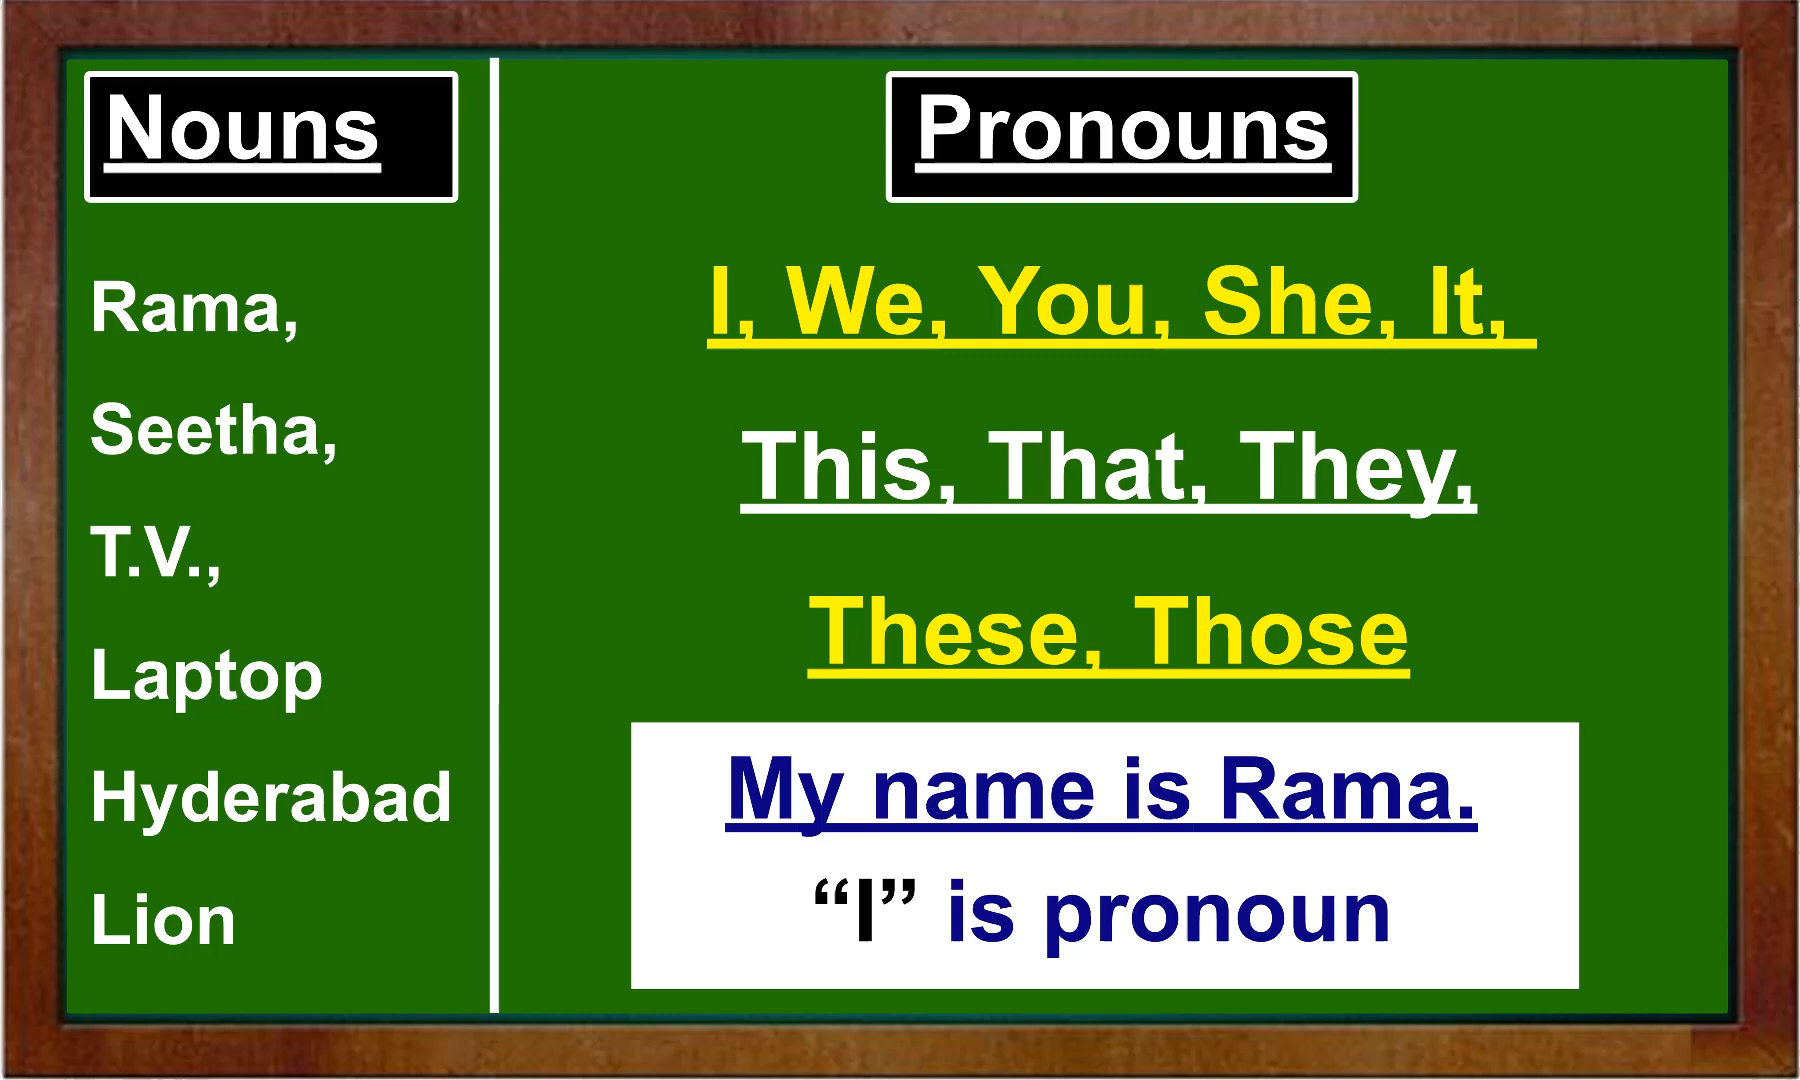 Nouns
Rama,
Seetha,
T.V.,
Laptop
Hyderabad
Lion
Pronouns
I, We, You, She, It,
This, That, They,
These, Those
My name is Rama.
“I” is pronoun